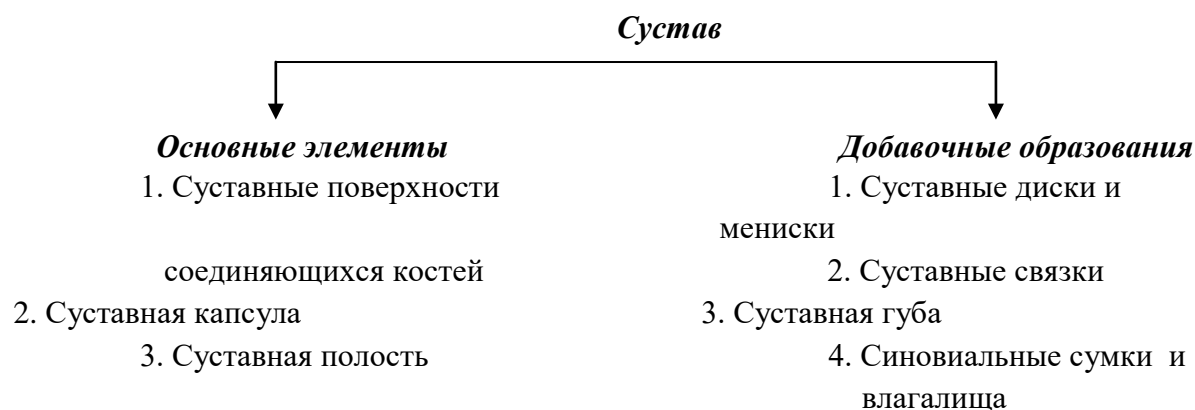 Сустав
Основные элементы
1. Суставные поверхности
соединяющихся костей
2. Суставная капсула
3. Суставная полость
Добавочные образования
1. Суставные диски и
мениски
2. Суставные связки
3. Суставная губа
4. Синовиальные сумки и
влагалища